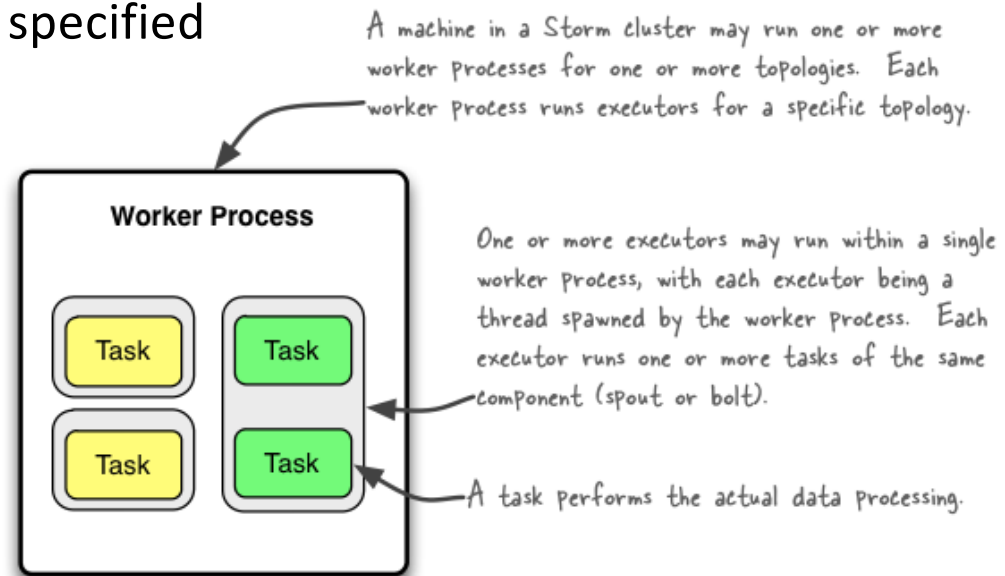 specified
A machine in a Storm cluster may run one or more
worker processes for one or more topologies. Each
worker process runs executors for a specific topology.
Worker Process
One or more executors may run within a single
worker process, with each executor being a
thread spawned by the worker process. Each
executor runs one or more tasks of the same
component (spout or bolt).
Task
Task
Task
Task
A task performs the actual data processing.